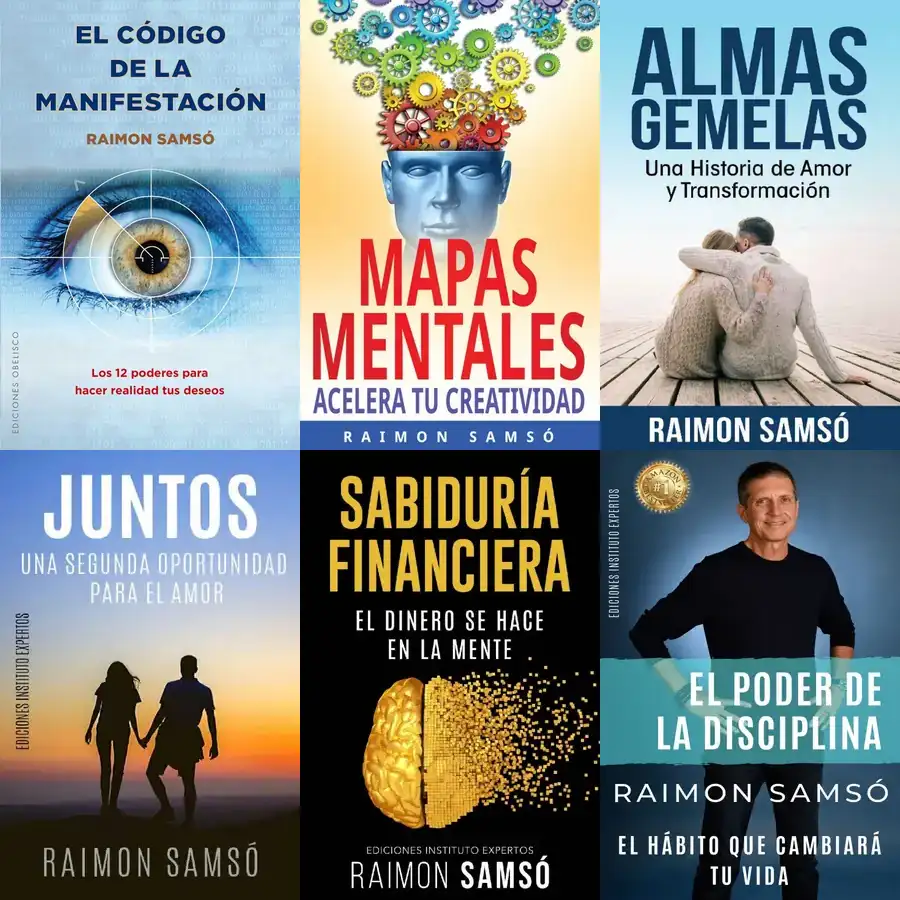 EL CÓDIGO
DE LA
MANIFESTACIÓN
RAIMON SAMSÓ
Los 12 poderes para
hacer realidad tus deseos
EDICIONES OBELISCO
MAPAS
MENTALES
ACELERA TU CREATIVIDAD
RAIMON SAMSÓ
ALMAS
GEMELAS
Una Historia de Amor
y Transformación
RAIMON SAMSÓ
JUNTOS
UNA SEGUNDA OPORTUNIDAD
PARA EL AMOR
EDICIONES INSTITUTO EXPERTOS
RAIMON SAMSÓ
SABIDURÍA
FINANCIERA
EL DINERO SE HACE
EN LA MENTE
EDICIONES INSTITUTO EXPERTOS
RAIMON SAMSÓ
AMAZON
#1
EDICIONES INSTITUTO EXPERTOS
EL PODER DE
LA DISCIPLINA
RAIMON SAMSÓ
EL HÁBITO QUE CAMBIARÁ
TU VIDA